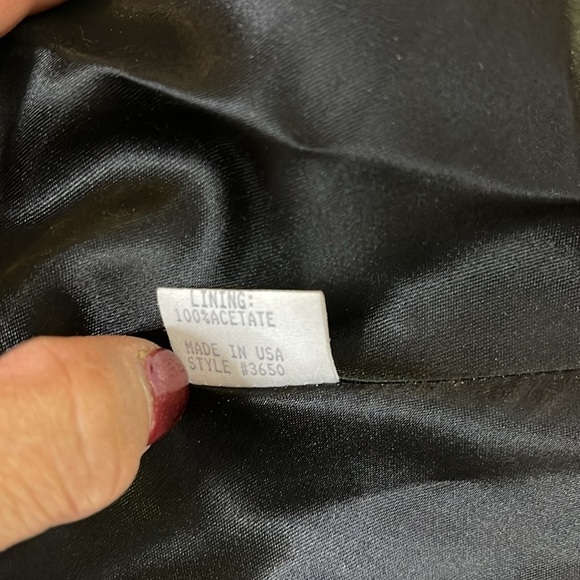 LINING:
100%ACETATE
MADE IN USA
STYLE #3650